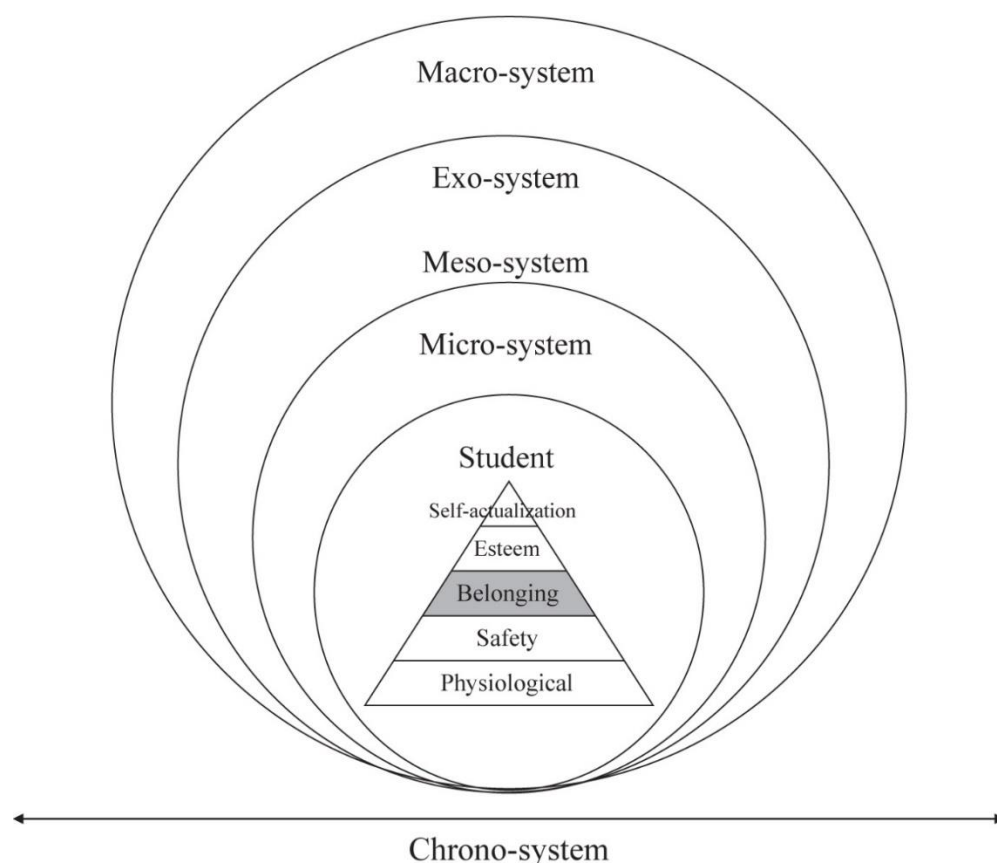 Macro-system
Exo-system
Meso-system
Micro-system
Student
Self-actualization
Esteem
Belonging
Safety
Physiological
Chrono-system